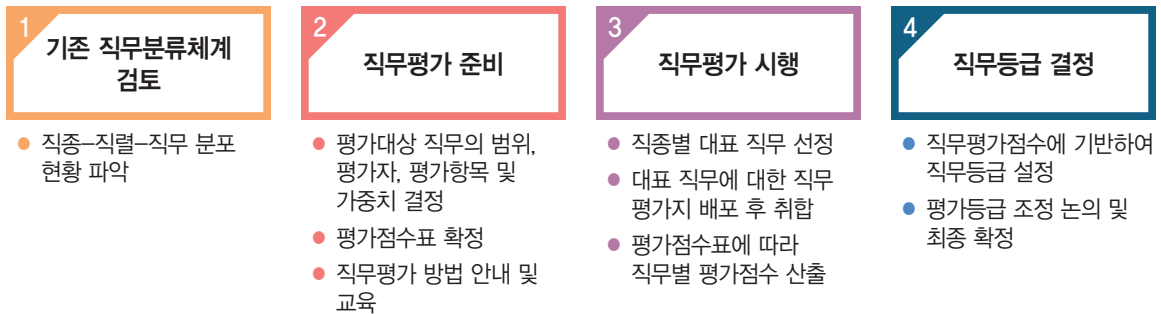 1
기존 직무분류체계
검토
● 직종–직렬–직무 분포
현황 파악
2
직무평가 준비
● 평가대상 직무의 범위,
평가자, 평가항목 및
가중치 결정
● 평가점수표 확정
● 직무평가 방법 안내 및
교육
3
직무평가 시행
● 직종별 대표 직무 선정
● 대표 직무에 대한 직무
평가지 배포 후 취합
● 평가점수표에 따라
직무별 평가점수 산출
4
직무등급 결정
● 직무평가점수에 기반하여
직무등급 설정
● 평가등급 조정 논의 및
최종 확정